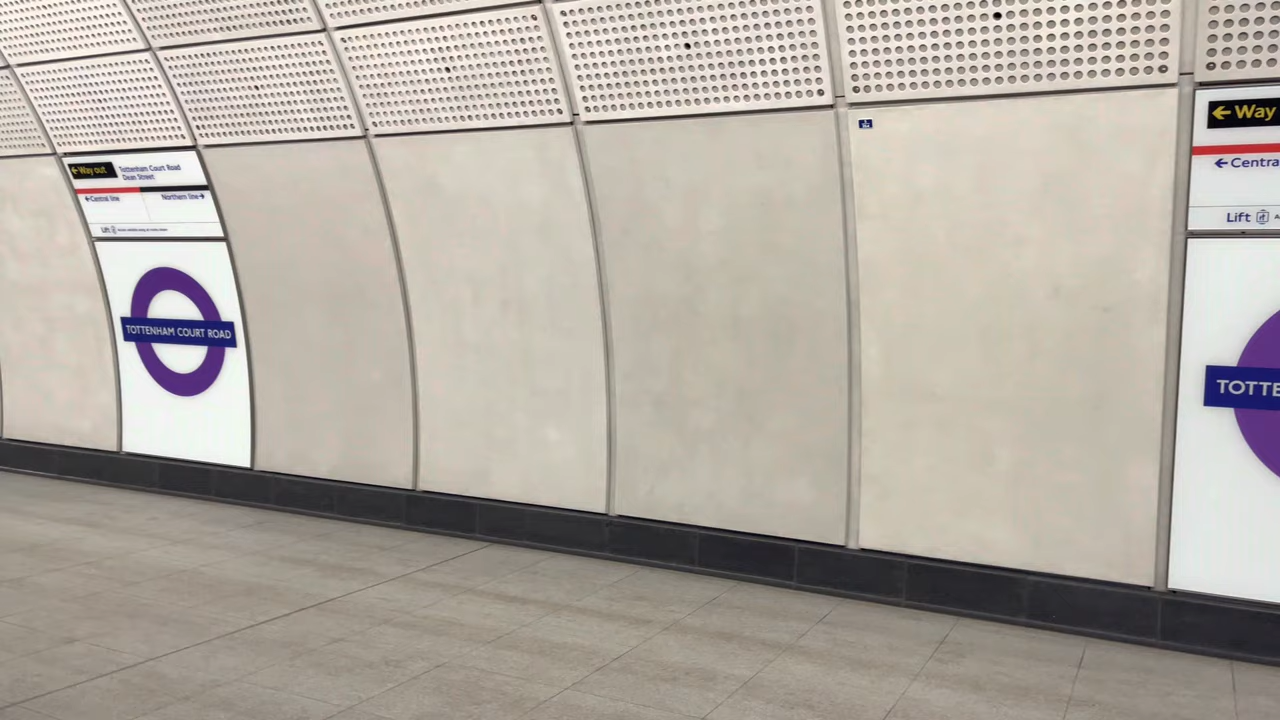 ←Way out
Tottenham Court Road
Dean Street
←Central line
Northern line→
Lift
TOTTENHAM COURT ROAD
←Way
←Centra
Lift
TOTTE